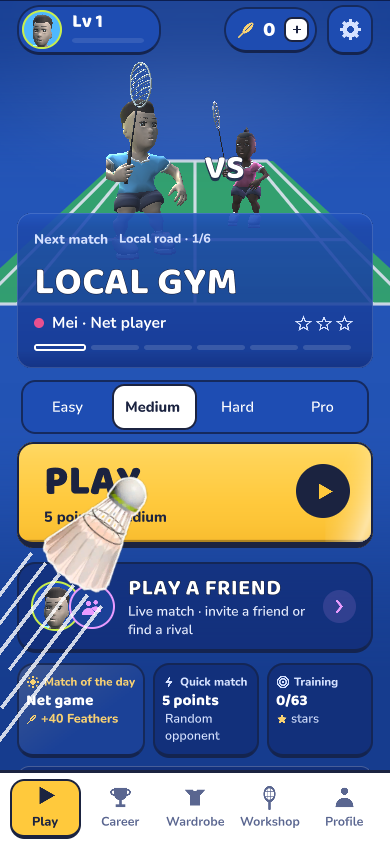 Lv 1
0
+
VS
Next match Local road · 1/6
LOCAL GYM
Mei · Net player
Easy
Medium
Hard
Pro
PLAY
5
PLAY A FRIEND
Live match · invite a friend or
find a rival
Match of the day
Net game
+40 Feathers
Quick match
5 points
Random
opponent
Training
0/63
stars
Play
Career
Wardrobe
Workshop
Profile